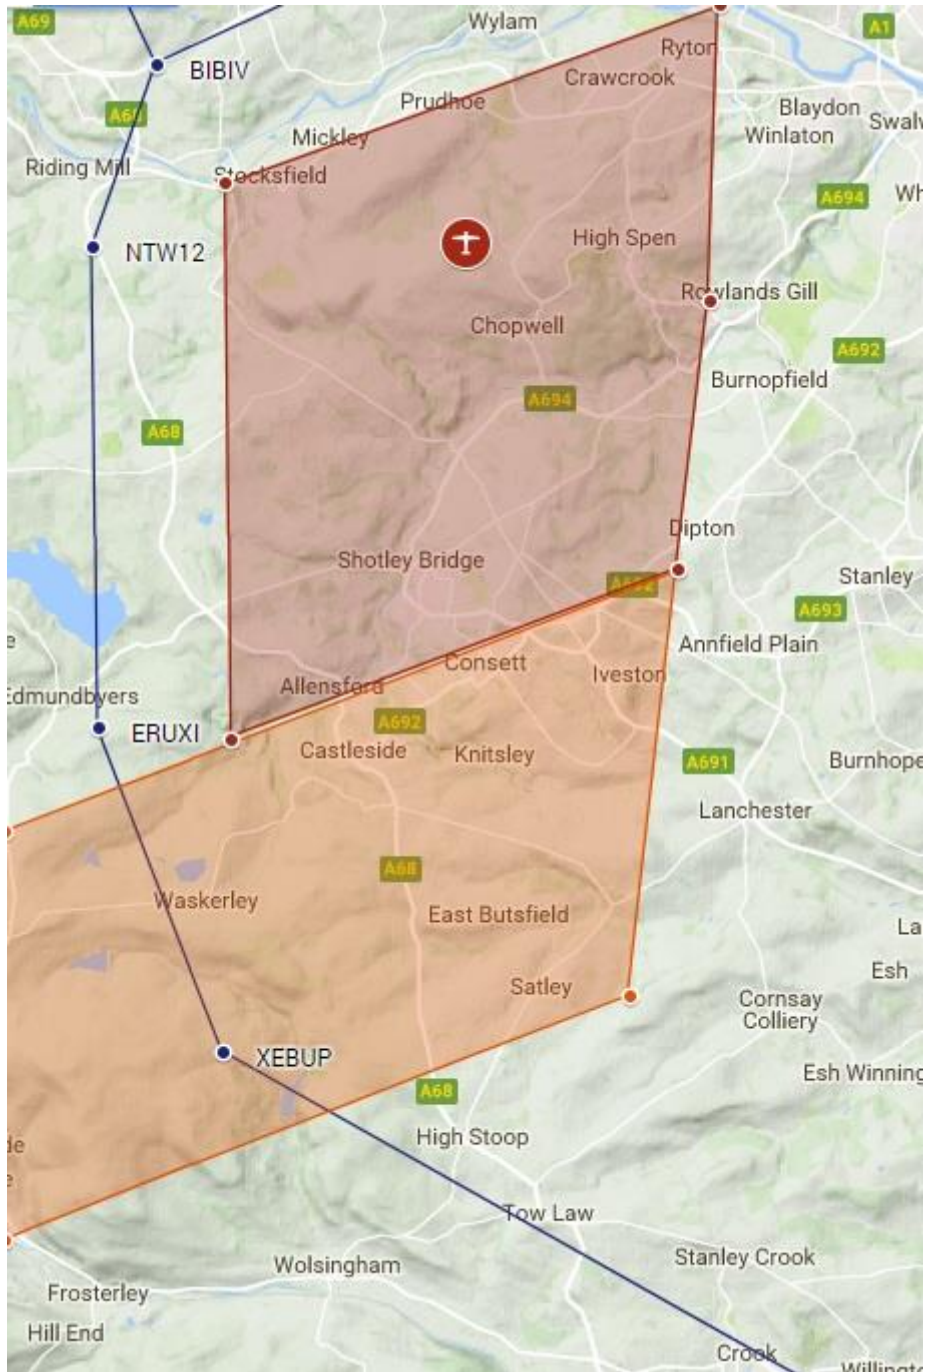 A69
Wylam
A1
Ryton
BIBIV
Crawcrook
Prudhoe
Blaydon
A68
Winlaton
Mickley
Riding Mill
Stocksfield
A694
NTW12
High Spen
Rowlands Gill
Chopwell
A692
Burnopfield
A694
A68
Dipton
Shotley Bridge
Stanley
A692
A693
Annfield Plain
Consett
Iveston
Allensford
Edmundbyers
A692
ERUXI
Castleside
Knitsley
A691
Burnhope
Lanchester
A68
Waskerley
East Butsfield
La
Esh
Satley
Cornsay
Colliery
XEBUP
Esh Winning
A68
High Stoop
de
e
Tow Law
Stanley Crook
Wolsingham
Frosterley
Hill End
Crook